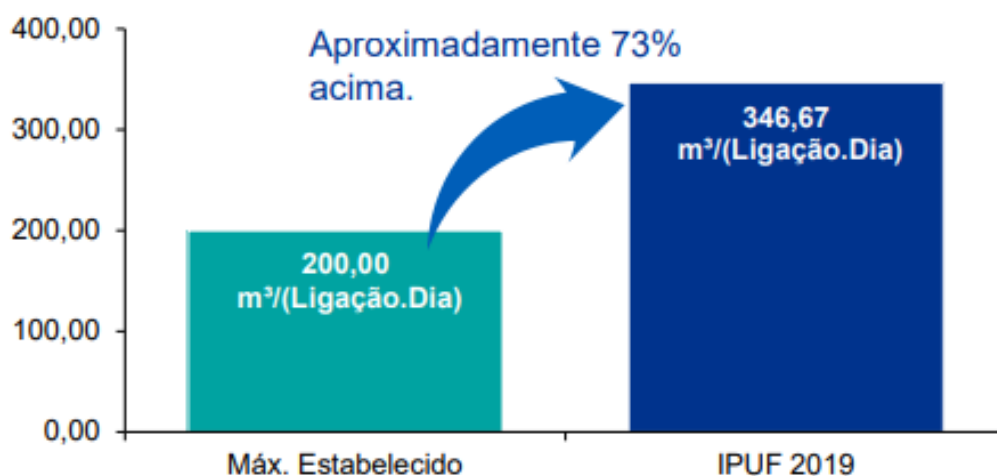 400,00
Aproximadamente 73%
acima.
300,00
346,67
m³/(Ligação.Dia)
200,00
200,00
m³/(Ligação.Dia)
100,00
0,00
Máx. Estabelecido
IPUF 2019